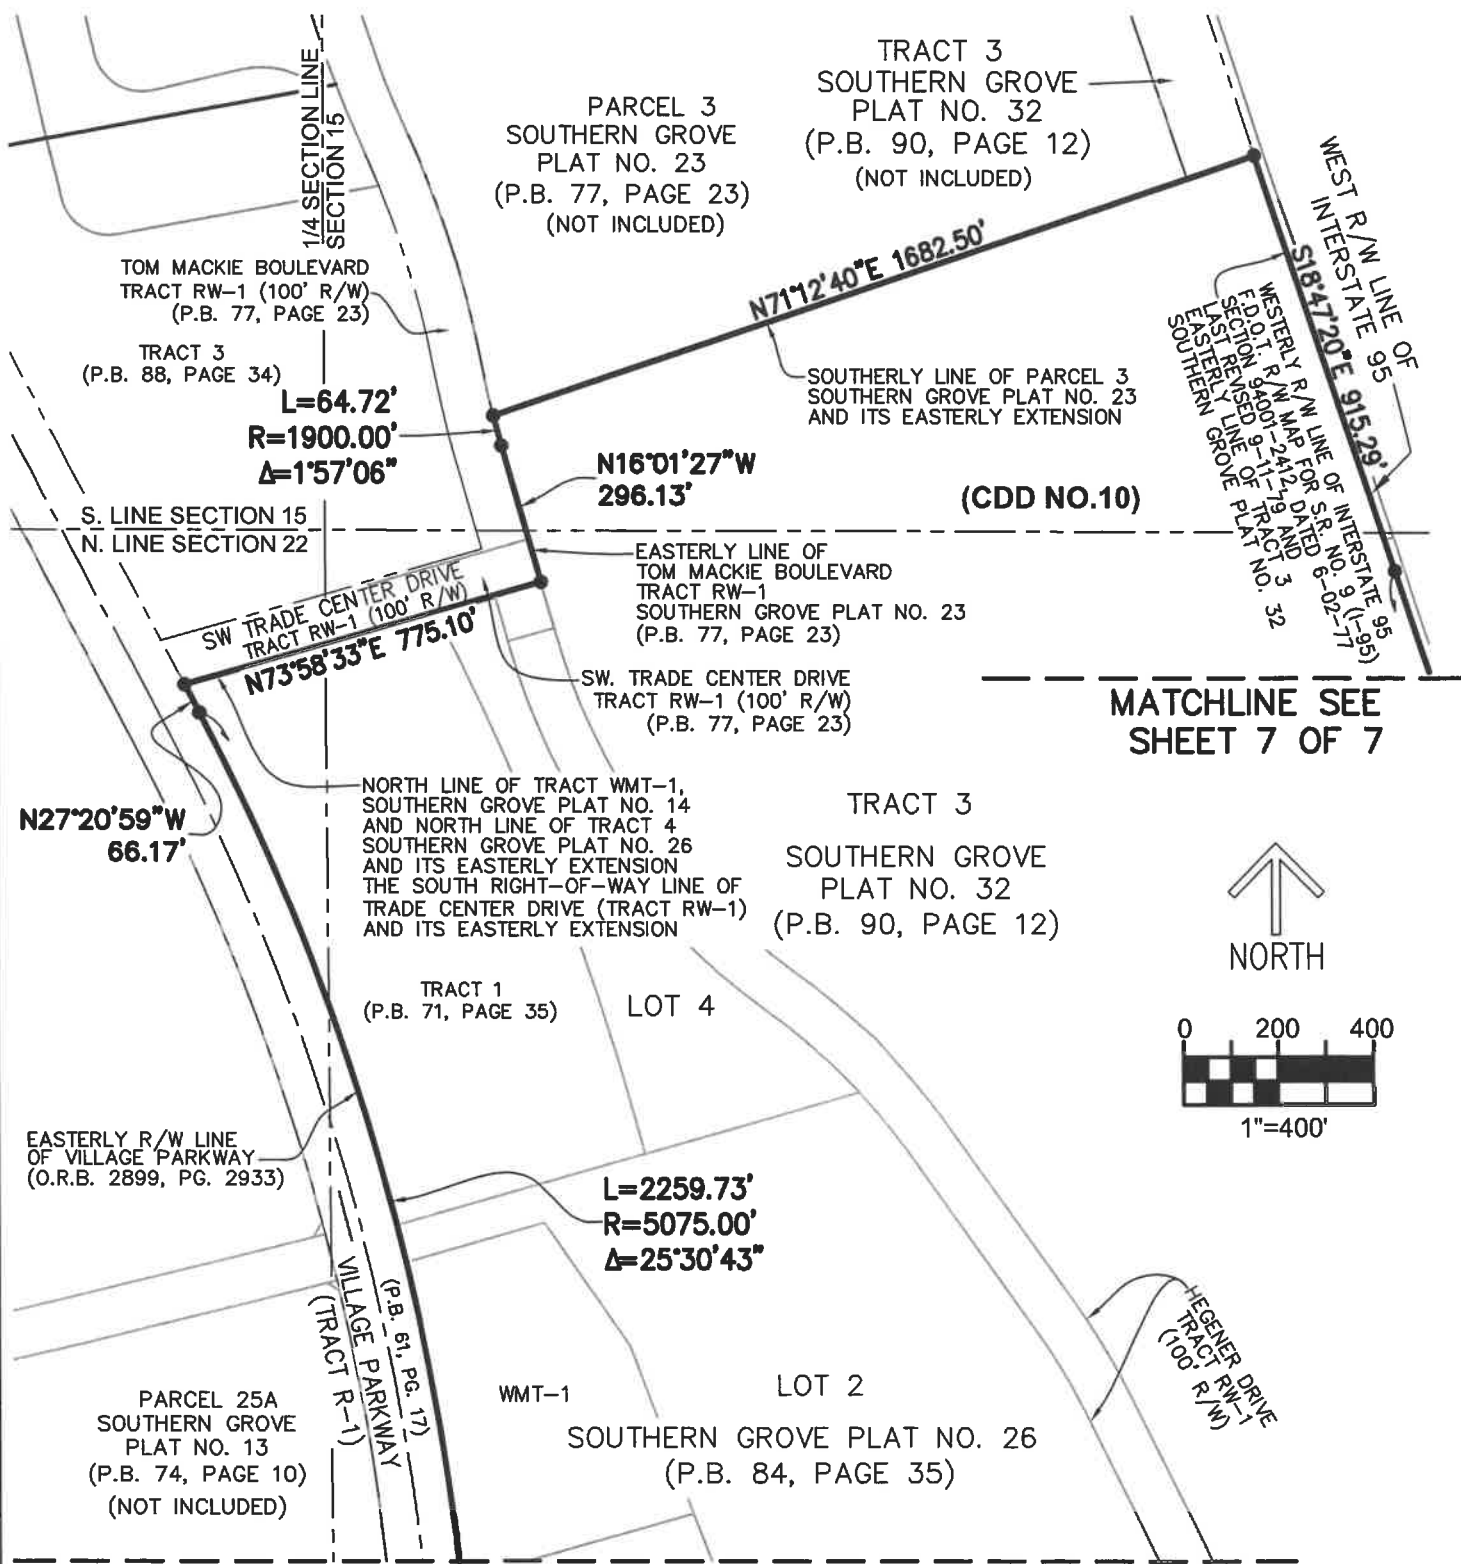 TRACT 3
SOUTHERN GROVE
PLAT NO. 32
(P.B. 90, PAGE 12)
(NOT INCLUDED)
1/4 SECTION LINE
SECTION 15
PARCEL 3
SOUTHERN GROVE
PLAT NO. 23
(P.B. 77, PAGE 23)
(NOT INCLUDED)
WEST R/W LINE OF
INTERSTATE 95
TOM MACKIE BOULEVARD
TRACT RW-1 (100' R/W)
(P.B. 77, PAGE 23)
N71°12'40"E 1682.50'
S18°47'20"E 915.29'
WESTERLY R/W LINE OF INTERSTATE 95
F.D.O.T. R/W MAP FOR S.R. NO. 9 (I-95)
SECTION 94001-2412, DATED 6-02-77
LAST REVISED 9-11-79 AND
EASTERLY LINE OF TRACT 3
SOUTHERN GROVE PLAT NO. 32
TRACT 3
(P.B. 88, PAGE 34)
L=64.72'
R=1900.00'
Δ=1°57'06"
SOUTHERLY LINE OF PARCEL 3
SOUTHERN GROVE PLAT NO. 23
AND ITS EASTERLY EXTENSION
N16°01'27"W
296.13'
(CDD NO.10)
S. LINE SECTION 15
N. LINE SECTION 22
EASTERLY LINE OF
TOM MACKIE BOULEVARD
TRACT RW-1
SOUTHERN GROVE PLAT NO. 23
(P.B. 77, PAGE 23)
SW TRADE CENTER DRIVE
TRACT RW-1 (100' R/W)
N73°58'33"E 775.10'
SW. TRADE CENTER DRIVE
TRACT RW-1 (100' R/W)
(P.B. 77, PAGE 23)
MATCHLINE SEE
SHEET 7 OF 7
N27°20'59"W
66.17'
NORTH LINE OF TRACT WMT-1,
SOUTHERN GROVE PLAT NO. 14
AND NORTH LINE OF TRACT 4
SOUTHERN GROVE PLAT NO. 26
AND ITS EASTERLY EXTENSION
THE SOUTH RIGHT-OF-WAY LINE OF
TRADE CENTER DRIVE (TRACT RW-1)
AND ITS EASTERLY EXTENSION
TRACT 3
SOUTHERN GROVE
PLAT NO. 32
(P.B. 90, PAGE 12)
NORTH
TRACT 1
(P.B. 71, PAGE 35)
LOT 4
0 200 400
1"=400'
EASTERLY R/W LINE
OF VILLAGE PARKWAY
(O.R.B. 2899, PG. 2933)
L=2259.73'
R=5075.00'
Δ=25°30'43"
(P.B. 61, PG. 17)
VILLAGE PARKWAY
(TRACT R-1)
HEGENER DRIVE
TRACT RW-1
(100' R/W)
PARCEL 25A
SOUTHERN GROVE
PLAT NO. 13
(P.B. 74, PAGE 10)
(NOT INCLUDED)
WMT-1
LOT 2
SOUTHERN GROVE PLAT NO. 26
(P.B. 84, PAGE 35)